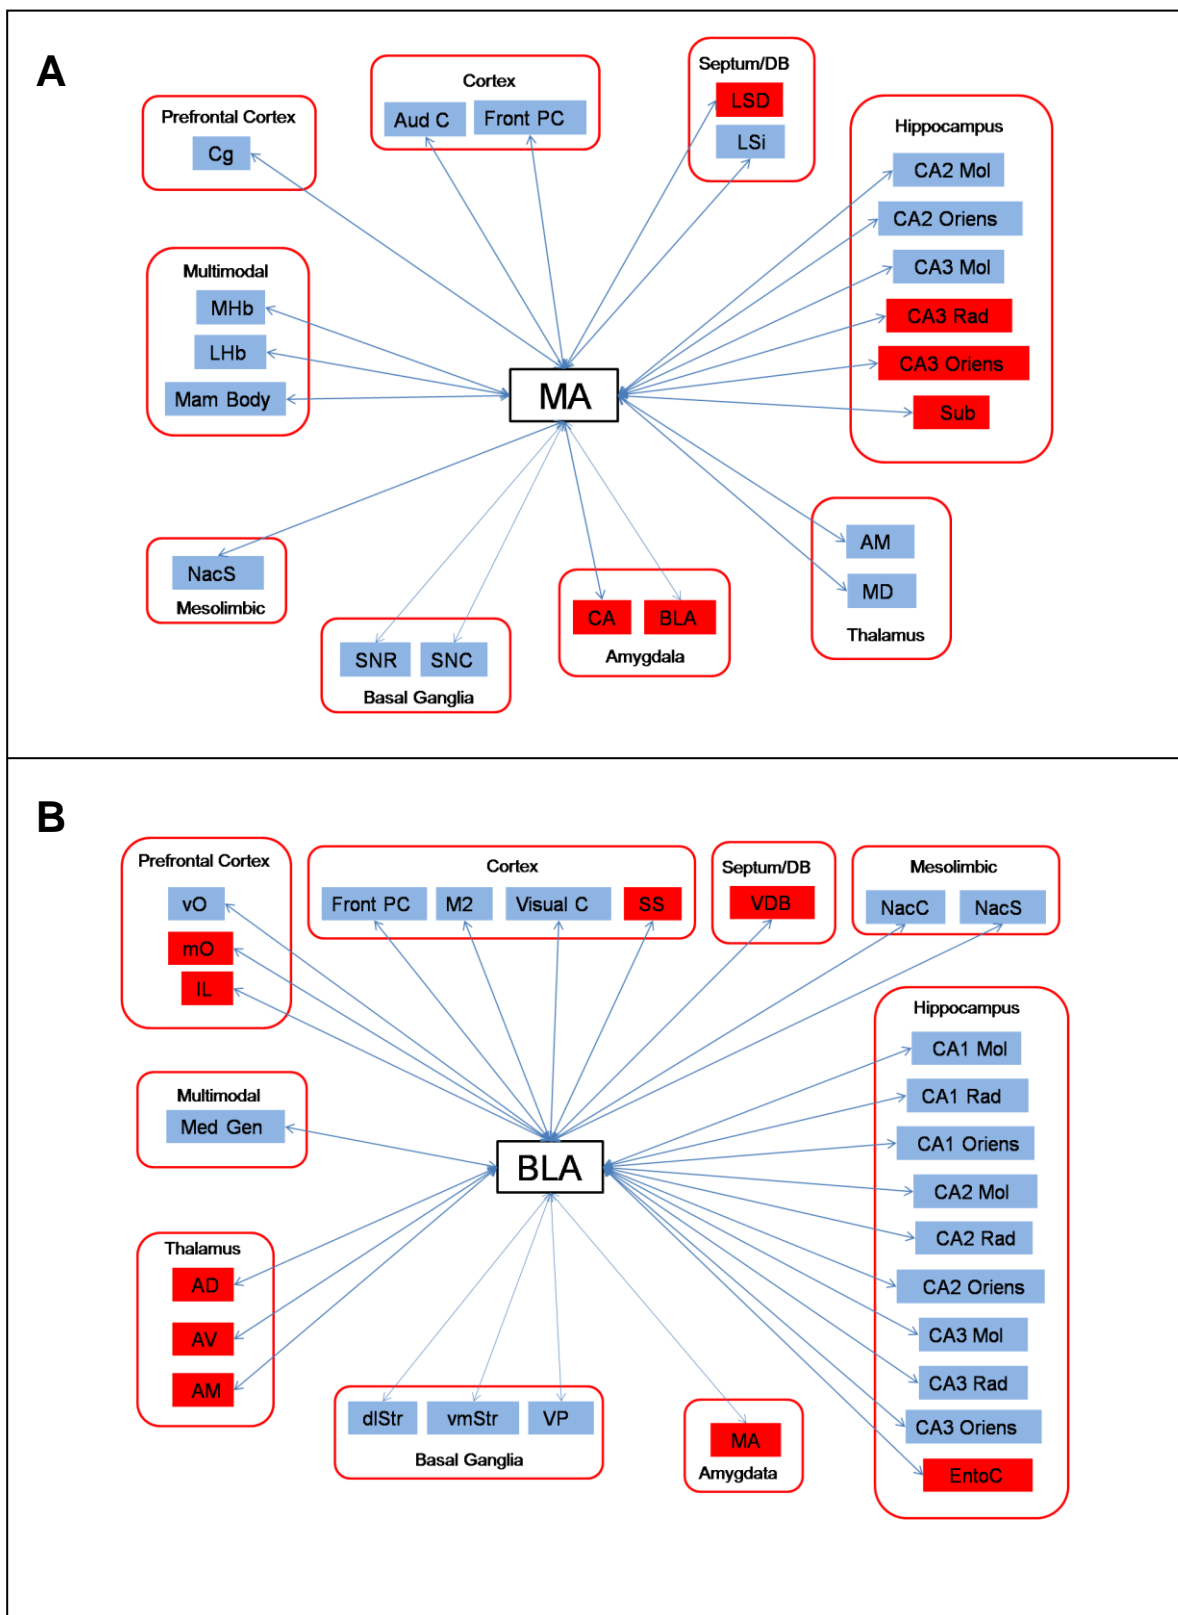 A
Prefrontal Cortex
Cg
Cortex
Aud C
Front PC
Septum/DB
LSD
LSi
Hippocampus
CA2 Mol
CA2 Oriens
CA3 Mol
CA3 Rad
CA3 Oriens
Sub
Multimodal
MHb
LHb
Mam Body
MA
NacS
Mesolimbic
SNR
SNC
Basal Ganglia
CA
BLA
Amygdala
AM
MD
Thalamus
B
Prefrontal Cortex
vO
mO
IL
Cortex
Front PC
M2
Visual C
SS
Septum/DB
VDB
Mesolimbic
NacC
NacS
Hippocampus
CA1 Mol
CA1 Rad
CA1 Oriens
CA2 Mol
CA2 Rad
CA2 Oriens
CA3 Mol
CA3 Rad
CA3 Oriens
EntoC
Multimodal
Med Gen
BLA
Thalamus
AD
AV
AM
dlStr
vmStr
VP
Basal Ganglia
MA
Amygdata